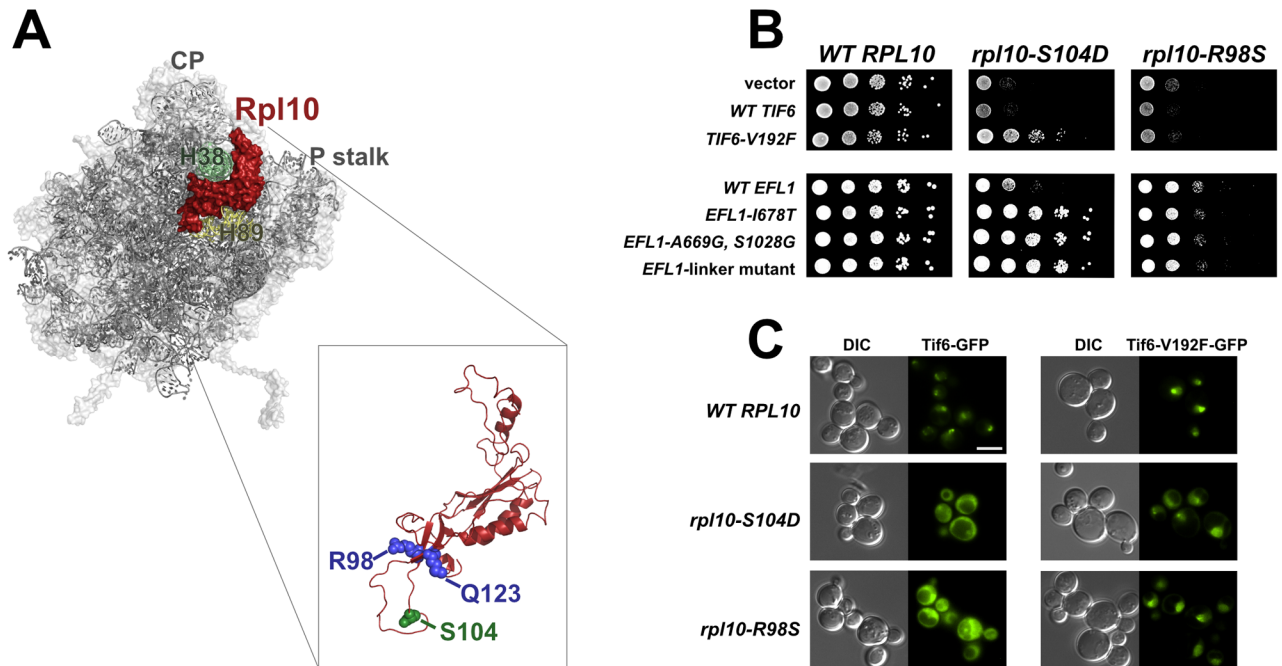 A
CP
Rpl10
H38
P stalk
H89
R98
Q123
S104
B
WT RPL10 rpl10-S104D rpl10-R98S
vector
WT TIF6
TIF6-V192F
WT EFL1
EFL1-I678T
EFL1-A669G, S1028G
EFL1-linker mutant
C
DIC Tif6-GFP DIC Tif6-V192F-GFP
WT RPL10
rpl10-S104D
rpl10-R98S